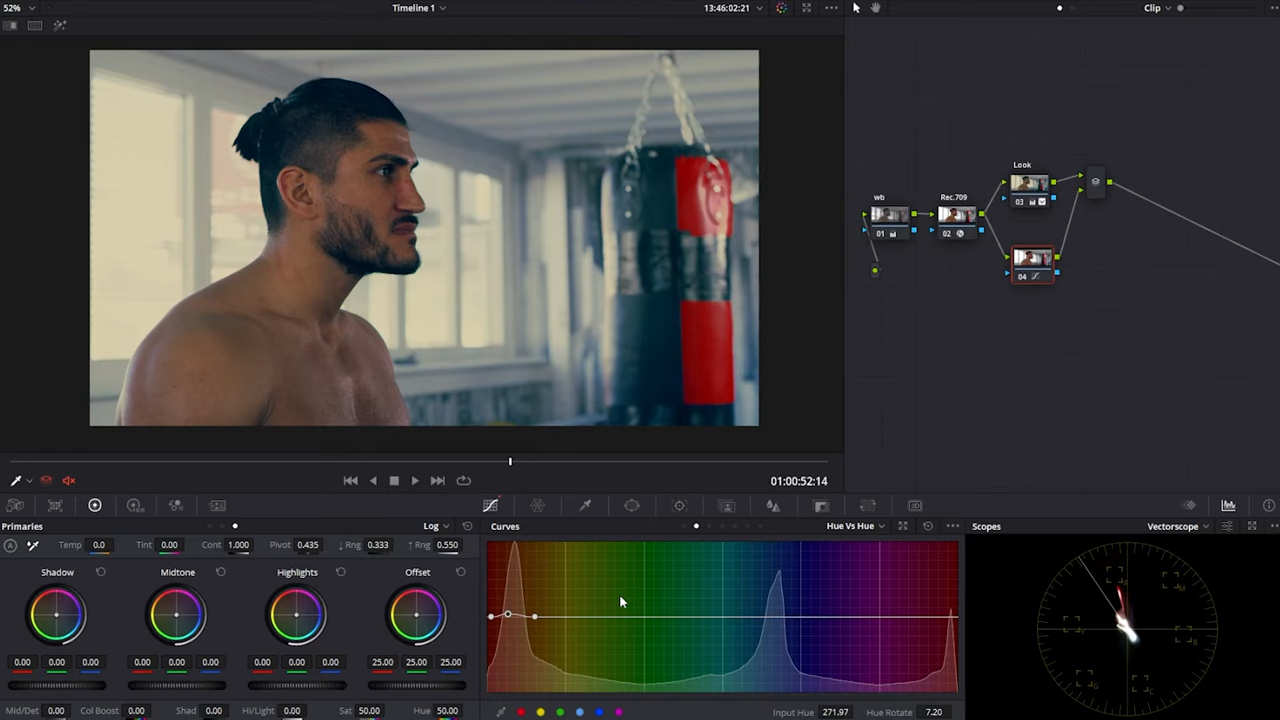 52%
Timeline 1
13:46:02:21
Clip
wb
01
Rec.709
02
Look
03
04
01:00:52:14
Primaries
Log
Temp 0.0 Tint 0.00 Cont 1.000 Pivot 0.435 ↓ Rng 0.333 ↑ Rng 0.550
Shadow
Midtone
Highlights
Offset
0.00 0.00 0.00
0.00 0.00 0.00
0.00 0.00 0.00
25.00 25.00 25.00
Mid/Det 0.00 Col Boost 0.00 Shad 0.00 Hi/Light 0.00 Sat 50.00 Hue 50.00
Curves
Hue Vs Hue
Input Hue 271.97 Hue Rotate 7.20
Scopes
Vectorscope